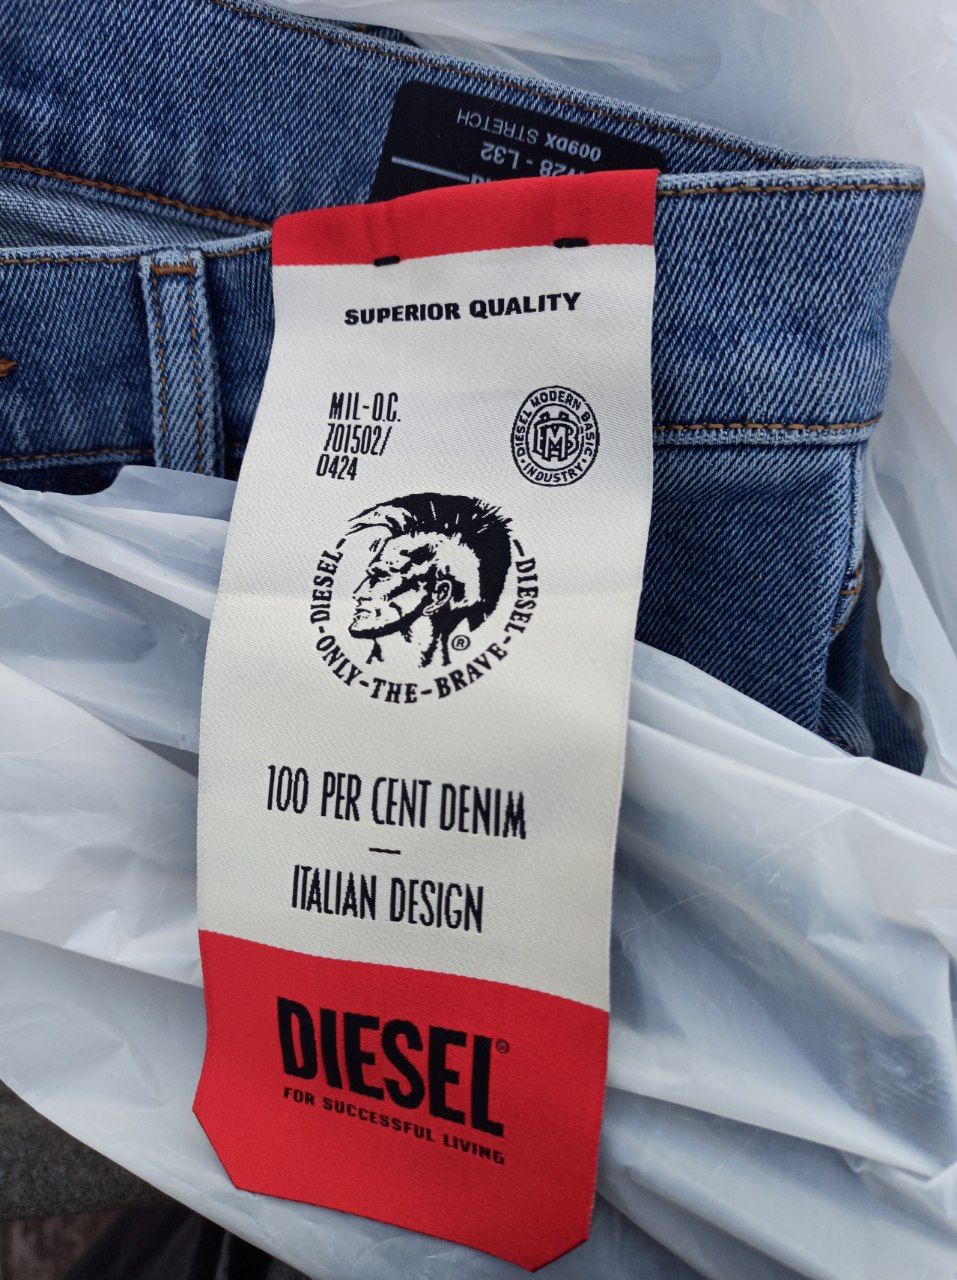 009DX STRETCH
W28 - L32
SUPERIOR QUALITY
MIL-O.C.
701502/
0424
DIESEL MODERN BASIC
DMB
·INDUSTRY·
-DIESEL-ONLY-THE-BRAVE-DIESEL-
®
100 PER CENT DENIM
—
ITALIAN DESIGN
DIESEL®
FOR SUCCESSFUL LIVING